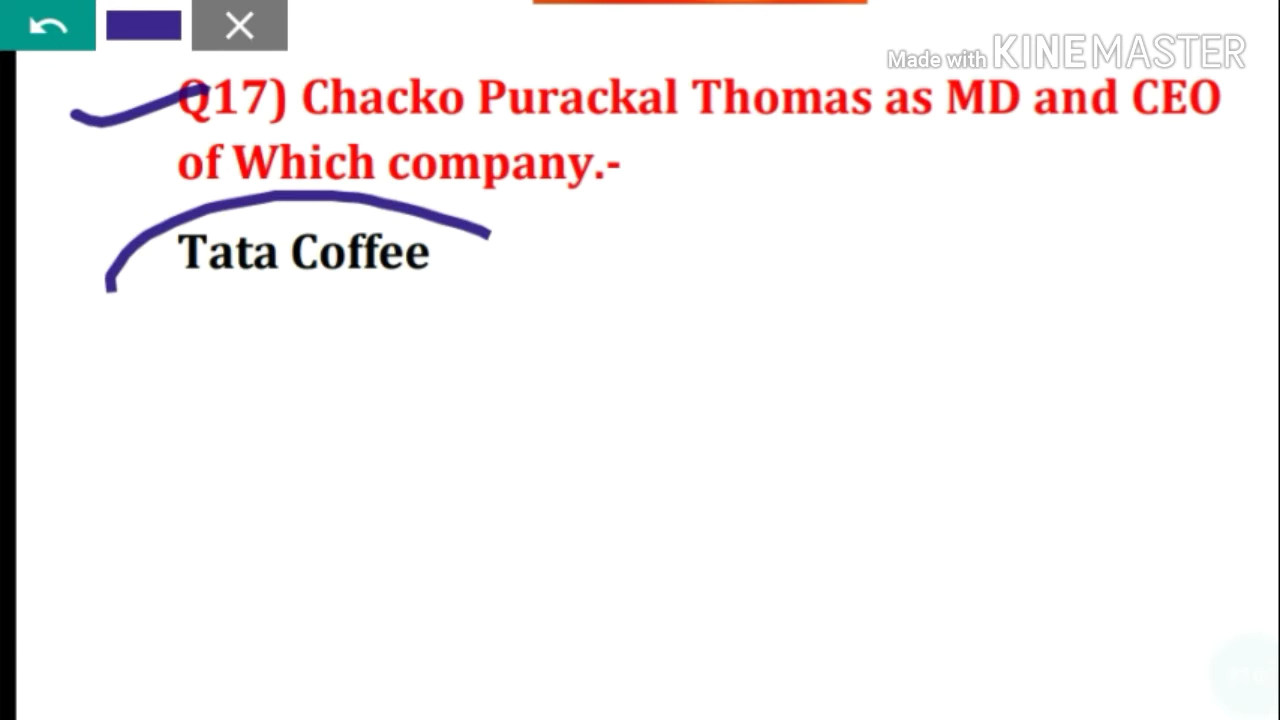 Made with KINEMASTER
Q17) Chacko Purackal Thomas as MD and CEO
of Which company.-
Tata Coffee